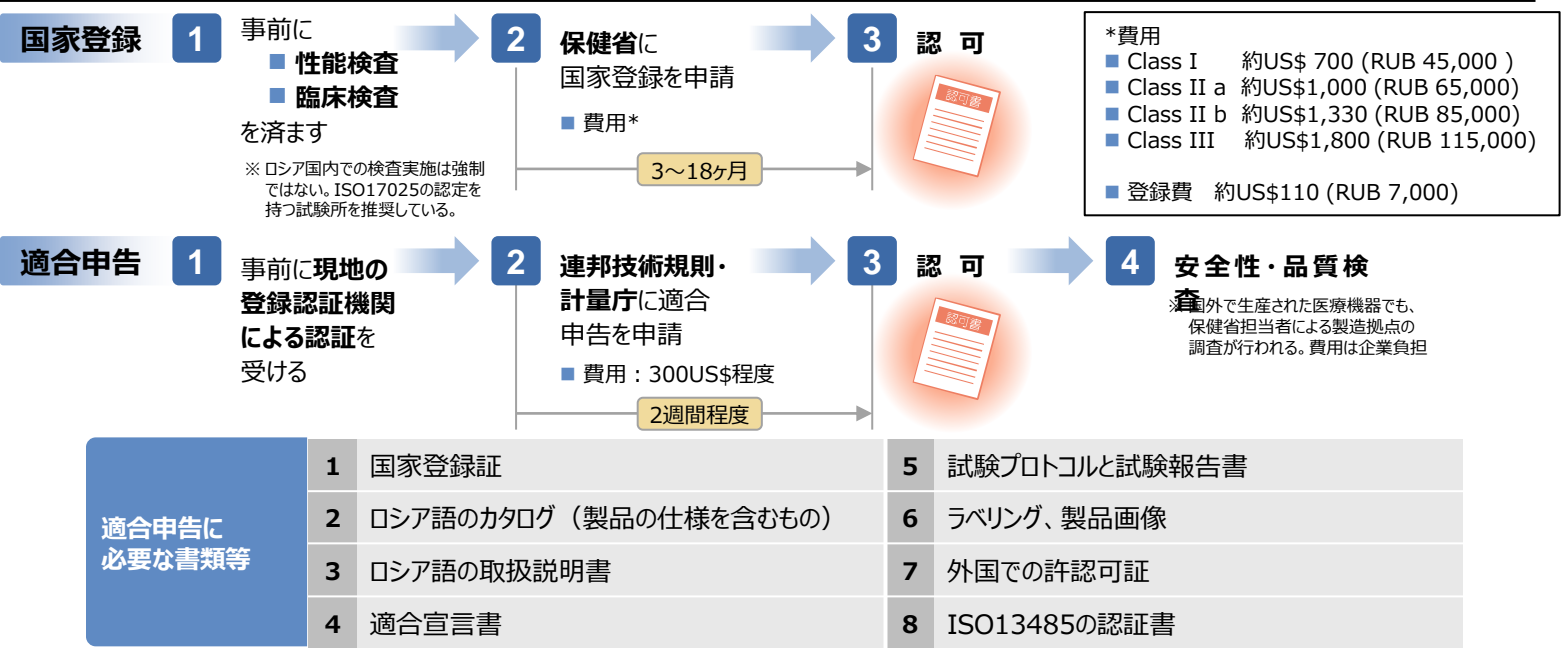 国家登録
1
事前に
■ 性能検査
■ 臨床検査
を済ます
※ ロシア国内での検査実施は強制
ではない。ISO17025の認定を
持つ試験所を推奨している。
2
保健省に
国家登録を申請
■ 費用*
3～18ヶ月
3
認 可
認可書
*費用
■ Class I 約US$ 700 (RUB 45,000 )
■ Class II a 約US$1,000 (RUB 65,000)
■ Class II b 約US$1,330 (RUB 85,000)
■ Class III 約US$1,800 (RUB 115,000)
■ 登録費 約US$110 (RUB 7,000)
適合申告
1
事前に現地の
登録認証機関
による認証を
受ける
2
連邦技術規則・
計量庁に適合
申告を申請
■ 費用：300US$程度
2週間程度
3
認 可
認可書
4
安全性・品質検
査
※ 国外で生産された医療機器でも、
保健省担当者による製造拠点の
調査が行われる。費用は企業負担
適合申告に
必要な書類等
1 国家登録証
2 ロシア語のカタログ（製品の仕様を含むもの）
3 ロシア語の取扱説明書
4 適合宣言書
5 試験プロトコルと試験報告書
6 ラベリング、製品画像
7 外国での許認可証
8 ISO13485の認証書